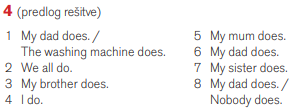 4 (predlog rešitve)
1 My dad does. /
The washing machine does.
2 We all do.
3 My brother does.
4 I do.
5 My mum does.
6 My dad does.
7 My sister does.
8 My dad does. /
Nobody does.